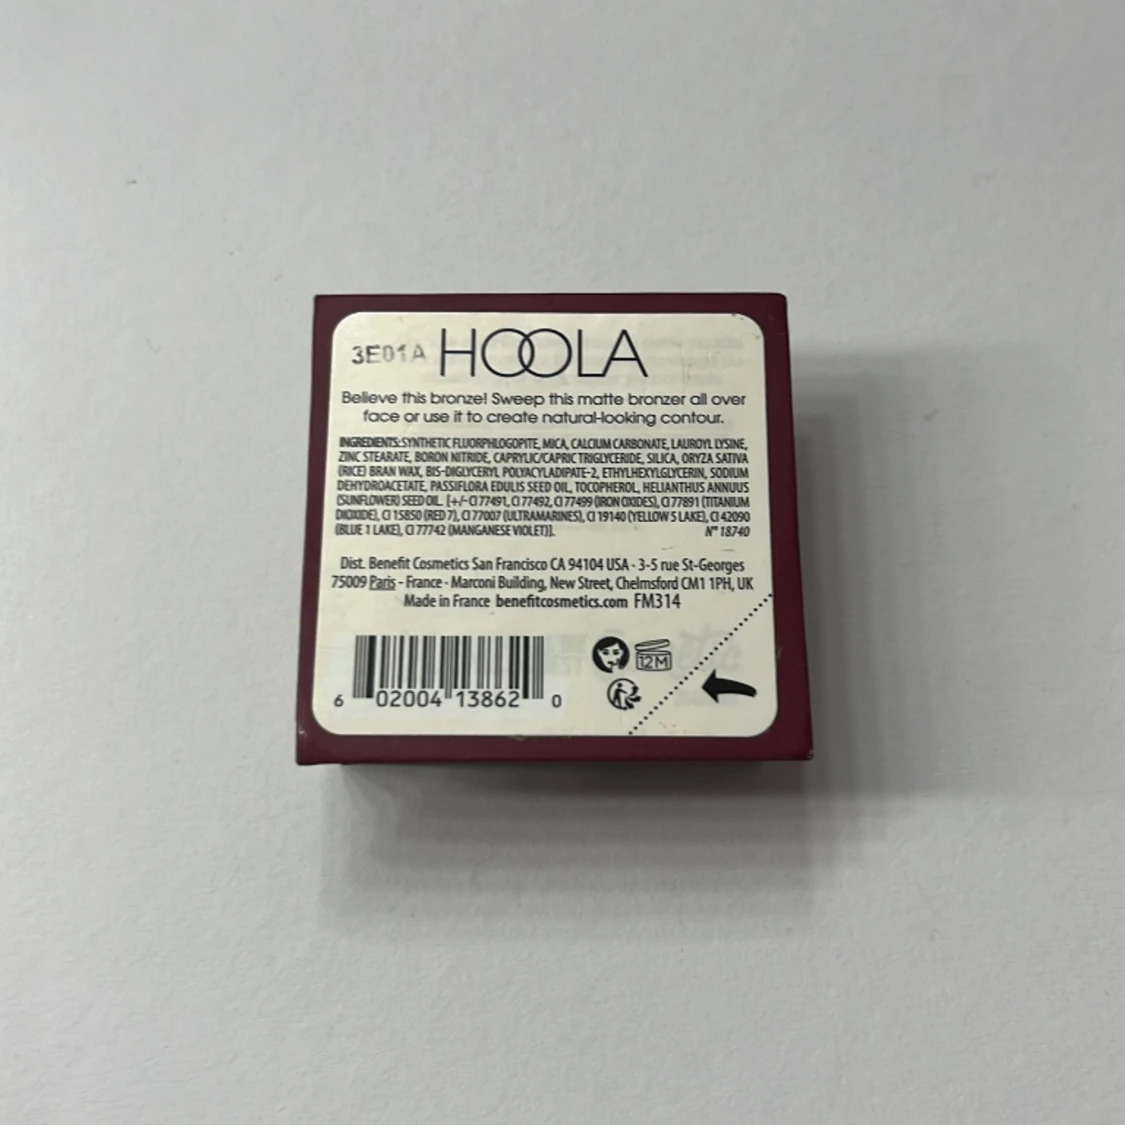 3E01A HOOLA
Believe this bronze! Sweep this matte bronzer all over
face or use it to create natural-looking contour.
INGREDIENTS: SYNTHETIC FLUORPHLOGOPITE, MICA, CALCIUM CARBONATE, LAUROYL LYSINE,
ZINC STEARATE, BORON NITRIDE, CAPRYLIC/CAPRIC TRIGLYCERIDE, SILICA, ORYZA SATIVA
(RICE) BRAN WAX, BIS-DIGLYCERYL POLYACYLADIPATE-2, ETHYLHEXYLGLYCERIN, SODIUM
DEHYDROACETATE, PASSIFLORA EDULIS SEED OIL, TOCOPHEROL, HELIANTHUS ANNUUS
(SUNFLOWER) SEED OIL. [+/- CI 77491, CI 77492, CI 77499 (IRON OXIDES), CI 77891 (TITANIUM
DIOXIDE), CI 15850 (RED 7), CI 77007 (ULTRAMARINES), CI 19140 (YELLOW 5 LAKE), CI 42090
(BLUE 1 LAKE), CI 77742 (MANGANESE VIOLET)]. N° 18740
Dist. Benefit Cosmetics San Francisco CA 94104 USA - 3-5 rue St-Georges
75009 Paris - France - Marconi Building, New Street, Chelmsford CM1 1PH, UK
Made in France benefitcosmetics.com FM314
12M
6 02004 13862 0